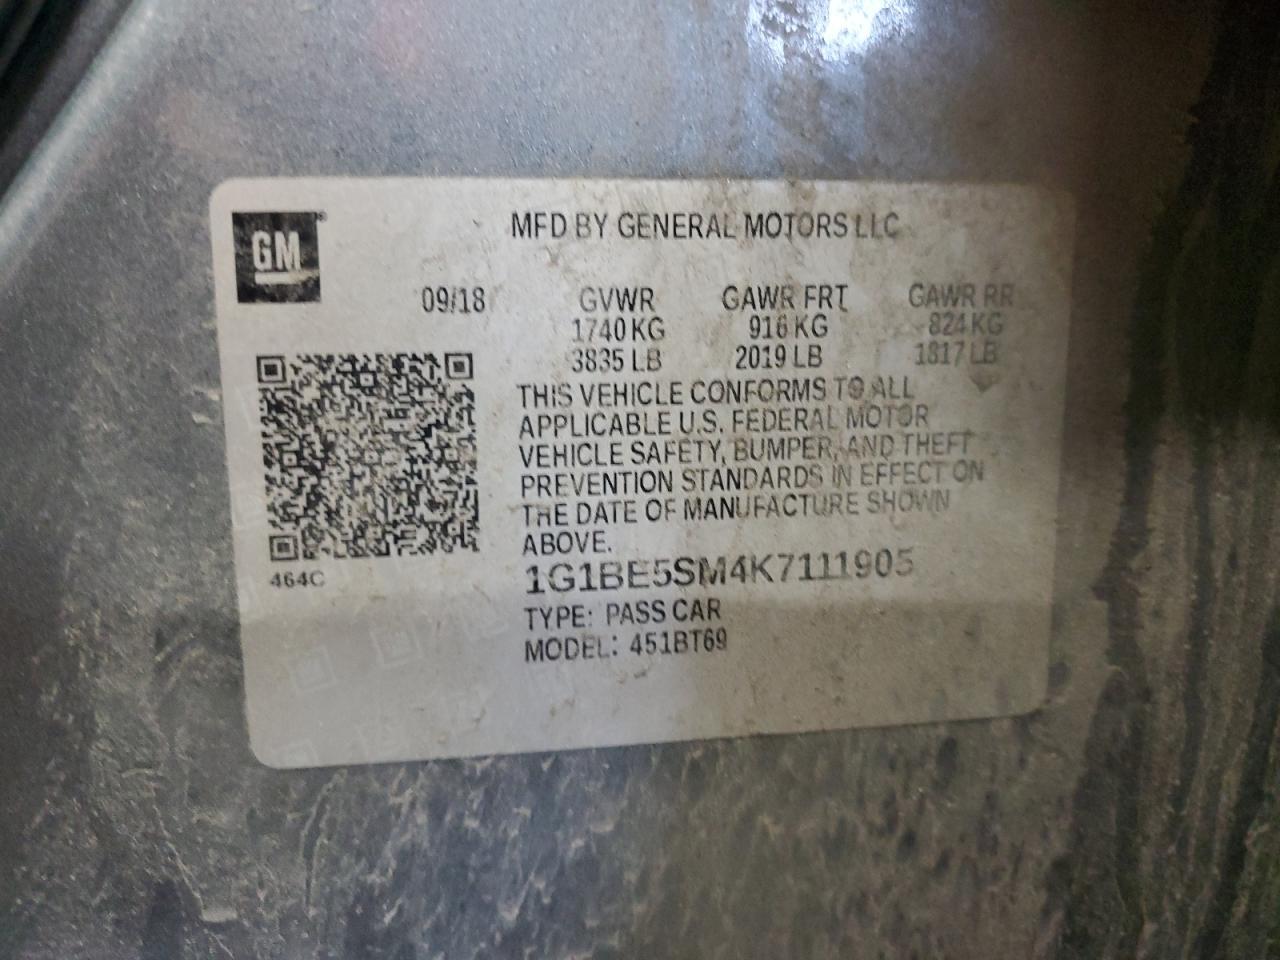 GM
MFD BY GENERAL MOTORS LLC
09/18 GVWR GAWR FRT GAWR RR
1740 KG 916 KG 824 KG
3835 LB 2019 LB 1817 LB
THIS VEHICLE CONFORMS TO ALL
APPLICABLE U.S. FEDERAL MOTOR
VEHICLE SAFETY, BUMPER, AND THEFT
PREVENTION STANDARDS IN EFFECT ON
THE DATE OF MANUFACTURE SHOWN
ABOVE.
464C
1G1BE5SM4K7111905
TYPE: PASS CAR
MODEL: 451BT69